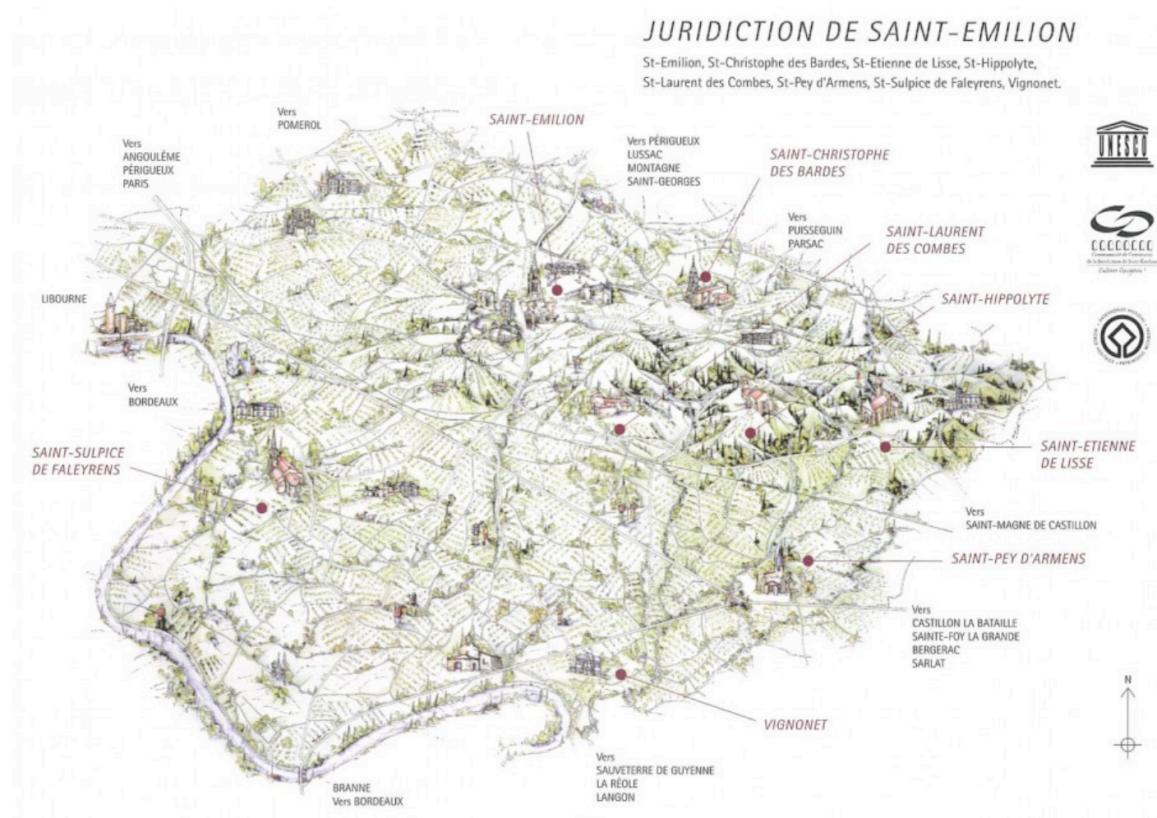 JURIDICTION DE SAINT-EMILION
St-Emilion, St-Christophe des Bardes, St-Etienne de Lisse, St-Hippolyte,
St-Laurent des Combes, St-Pey d'Armens, St-Sulpice de Faleyrens, Vignonet.
Vers
POMEROL
SAINT-EMILION
Vers
ANGOULÊME
PÉRIGUEUX
PARIS
Vers PÉRIGUEUX
LUSSAC
MONTAGNE
SAINT-GEORGES
SAINT-CHRISTOPHE
DES BARDES
UNESCO
Vers
PUISSEGUIN
PARSAC
SAINT-LAURENT
DES COMBES
LIBOURNE
SAINT-HIPPOLYTE
Vers
BORDEAUX
SAINT-SULPICE
DE FALEYRENS
SAINT-ETIENNE
DE LISSE
Vers
SAINT-MAGNE DE CASTILLON
SAINT-PEY D'ARMENS
Vers
CASTILLON LA BATAILLE
SAINTE-FOY LA GRANDE
BERGERAC
SARLAT
N
VIGNONET
Vers
SAUVETERRE DE GUYENNE
LA RÉOLE
LANGON
BRANNE
Vers BORDEAUX